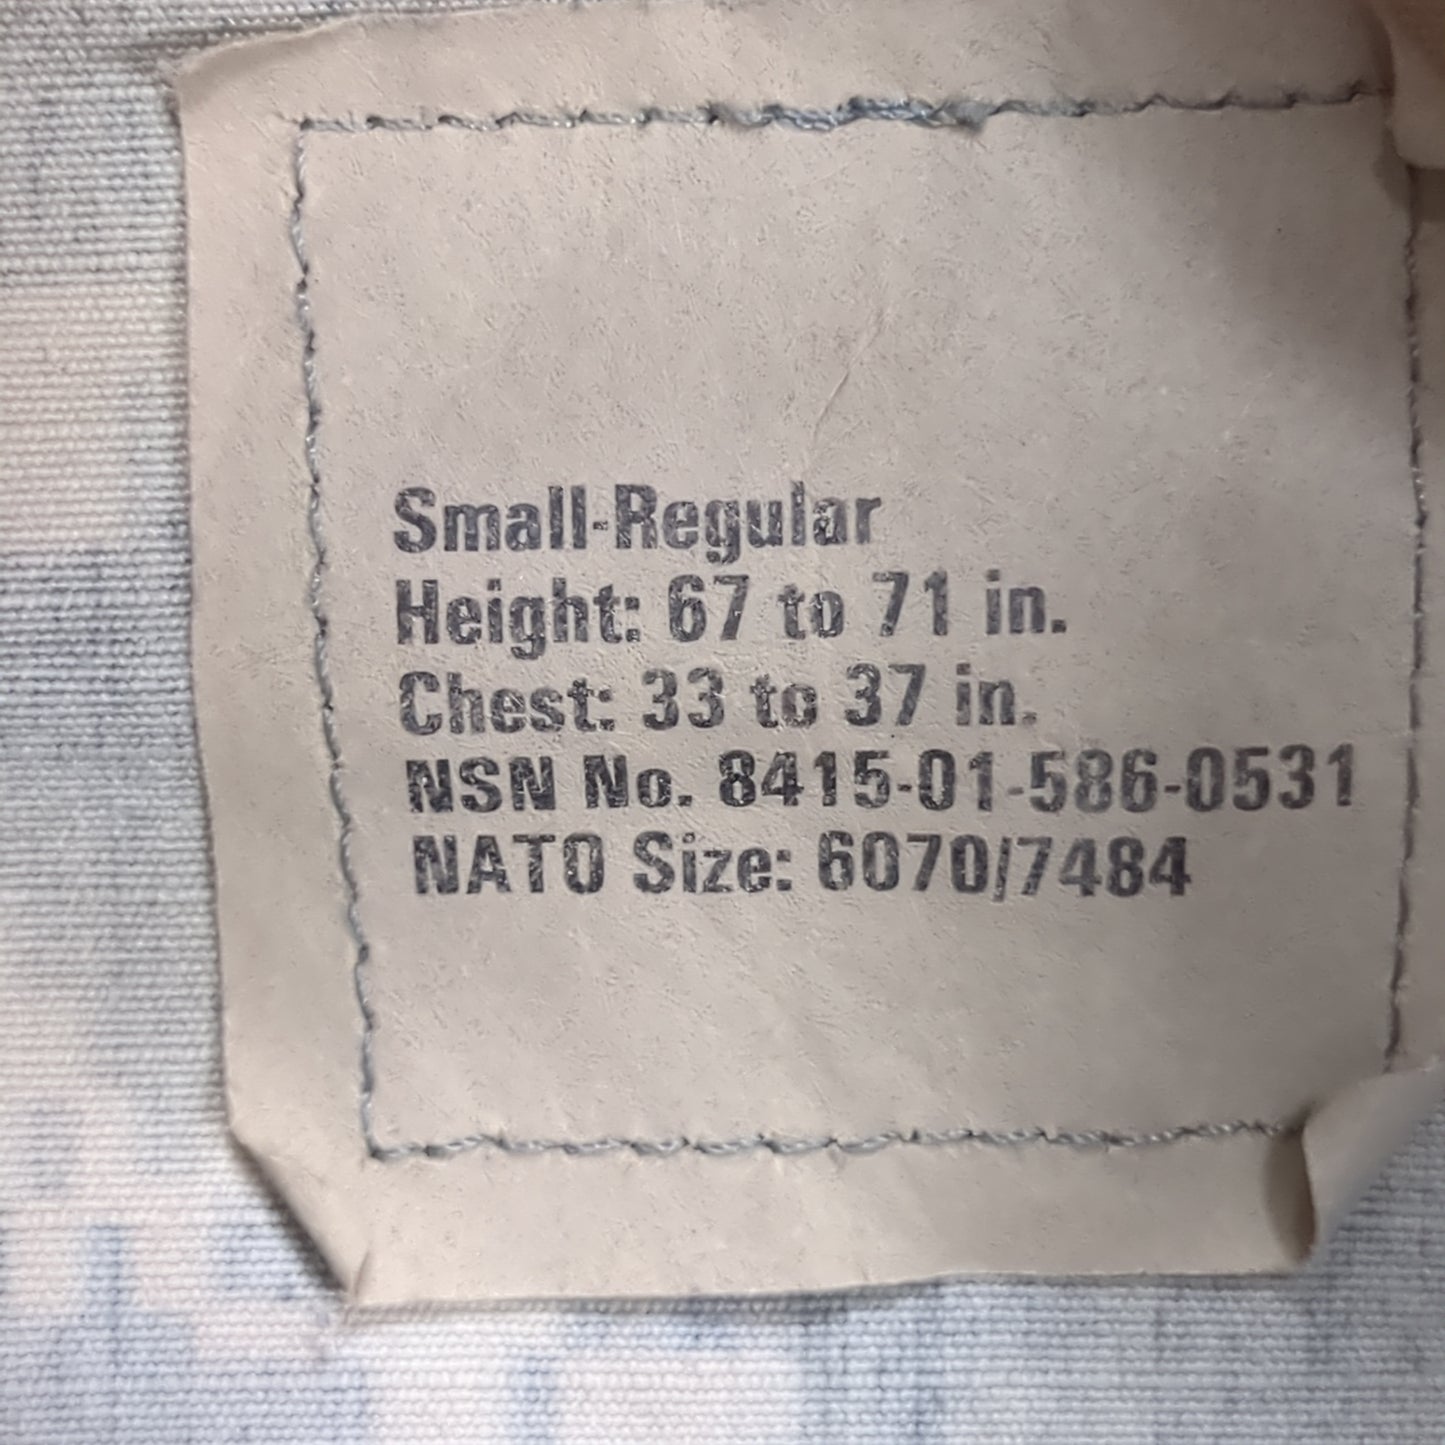 Small-Regular
Height: 67 to 71 in.
Chest: 33 to 37 in.
NSN No. 8415-01-586-0531
NATO Size: 6070/7484